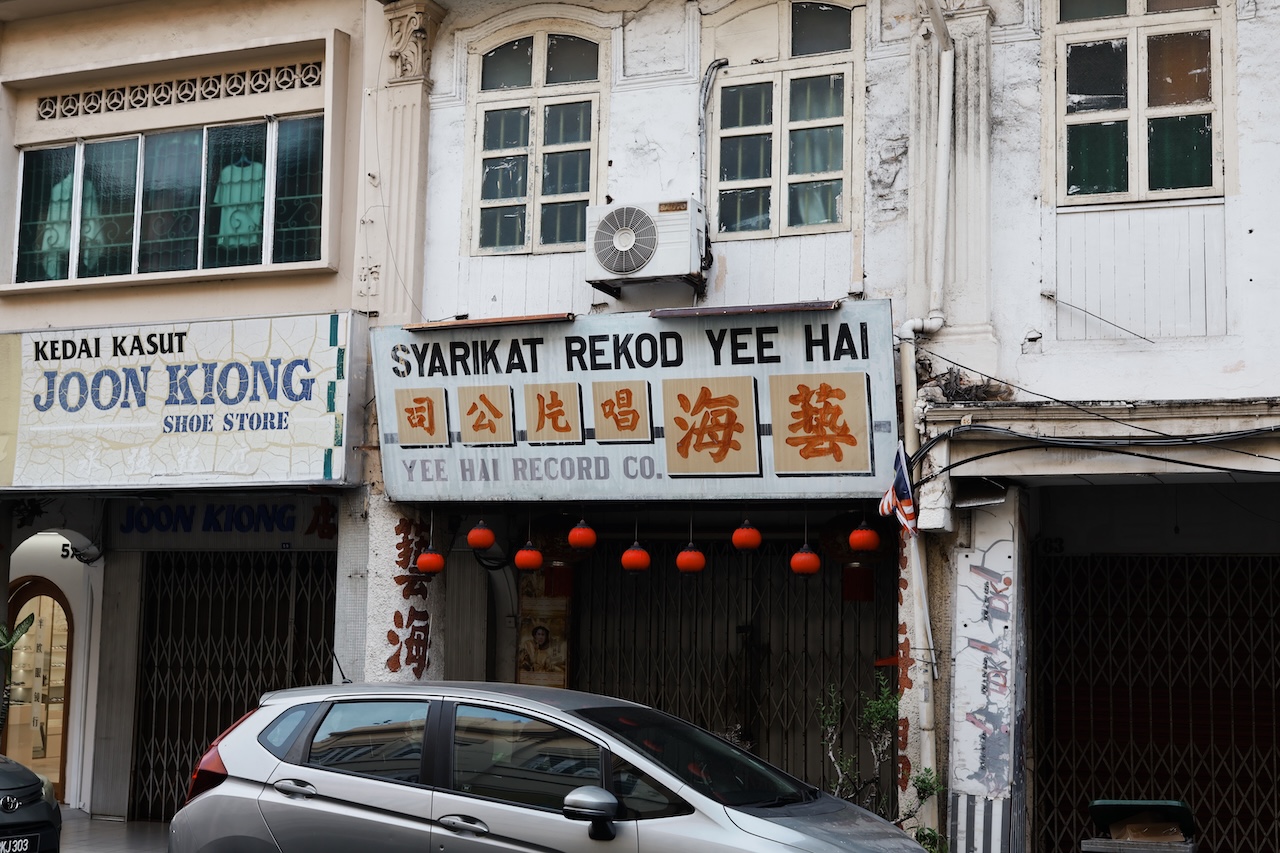 KEDAI KASUT
JOON KIONG
SHOE STORE
SYARIKAT REKOD YEE HAI
司公片唱海藝
YEE HAI RECORD CO.
JOON KIONG
藝海